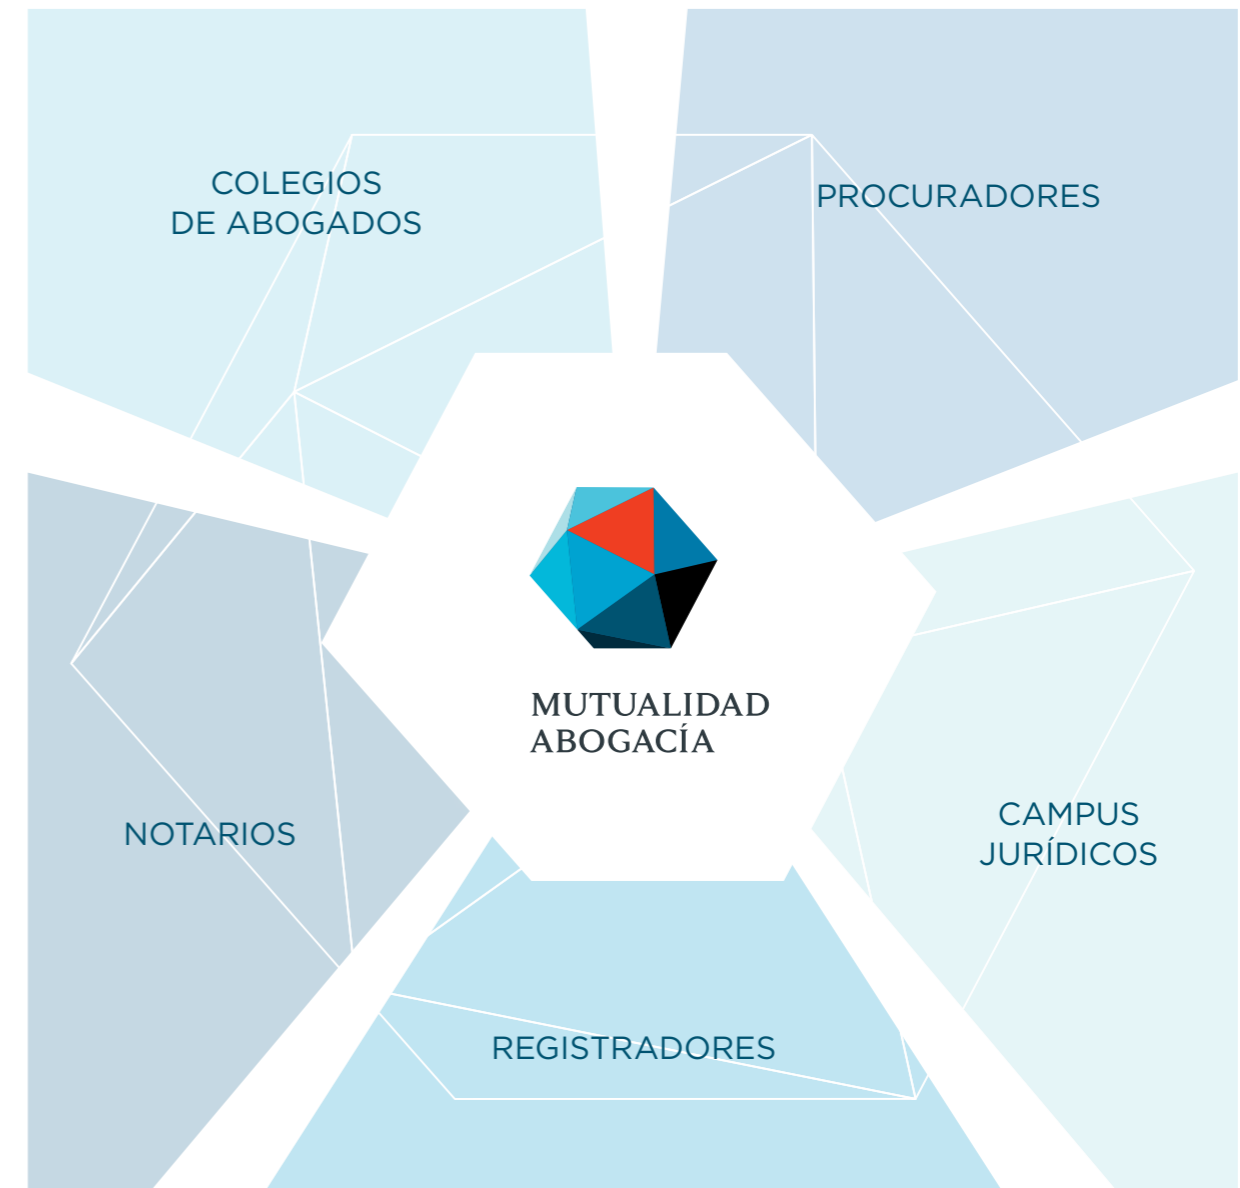 COLEGIOS
DE ABOGADOS
PROCURADORES
MUTUALIDAD
ABOGACÍA
NOTARIOS
CAMPUS
JURÍDICOS
REGISTRADORES